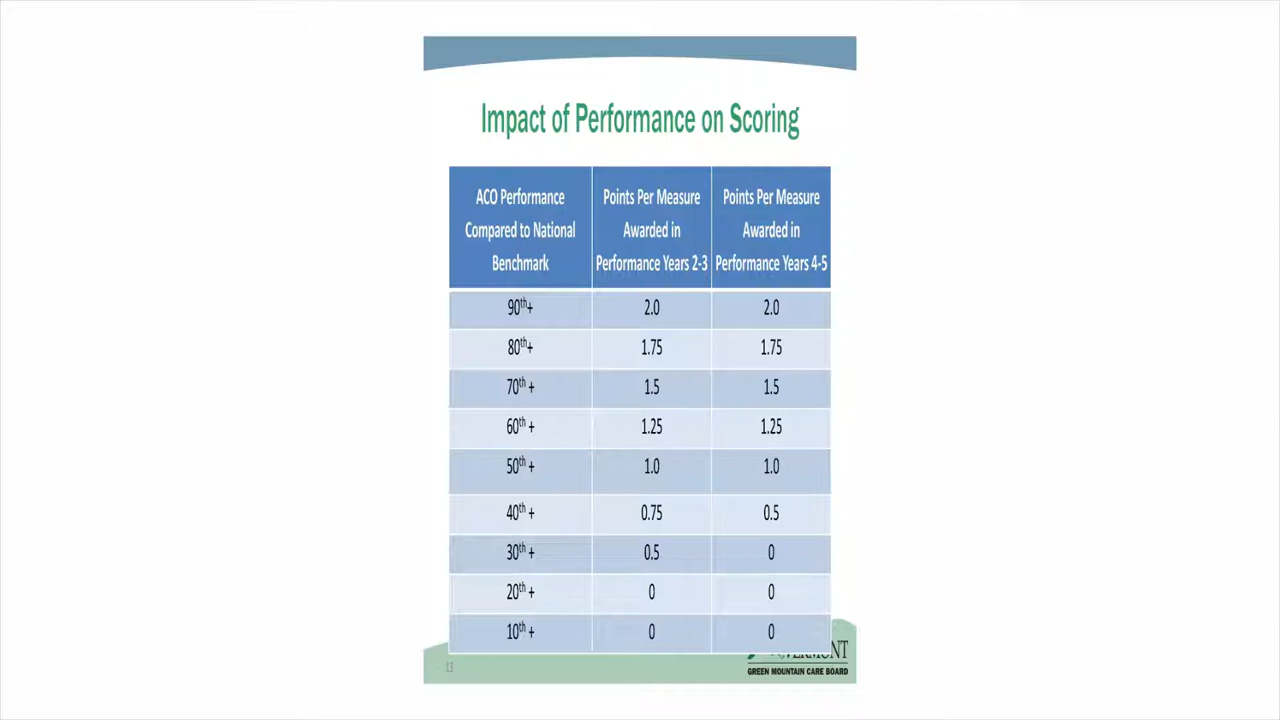 Impact of Performance on Scoring
ACO Performance Compared to National Benchmark
Points Per Measure Awarded in Performance Years 2-3
Points Per Measure Awarded in Performance Years 4-5
90th+ 2.0 2.0
80th+ 1.75 1.75
70th + 1.5 1.5
60th + 1.25 1.25
50th + 1.0 1.0
40th + 0.75 0.5
30th + 0.5 0
20th + 0 0
10th + 0 0
13
VERMONT
GREEN MOUNTAIN CARE BOARD